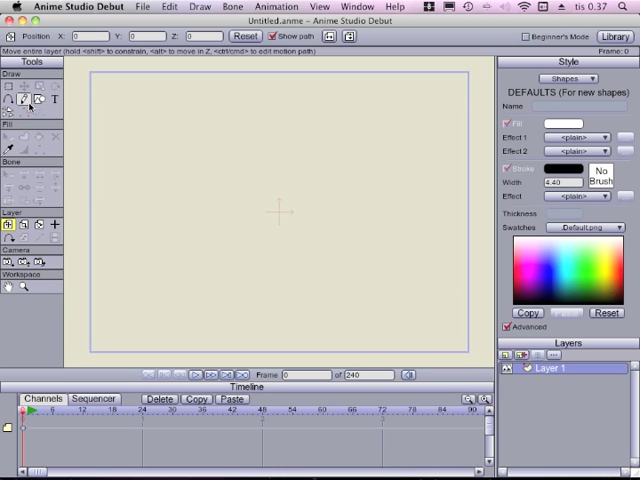 Anime Studio Debut File Edit Draw Bone Animation View Window Help tis 0.37
Untitled.anme - Anime Studio Debut
Position X: 0 Y: 0 Z: 0 Reset Show path Beginner's Mode Library
Move entire layer (hold <shift> to constrain, <alt> to move in Z, <ctrl/cmd> to edit motion path) Frame: 0
Tools
Draw
T
Fill
Bone
Layer
Camera
Workspace
Style
Shapes
DEFAULTS (For new shapes)
Name
Fill
Effect 1 <plain>
Effect 2 <plain>
Stroke
Width 4.40
No
Brush
Effect <plain>
Thickness
Swatches .Default.png
Copy Reset
Advanced
Layers
Layer 1
Frame 0 of 240
Timeline
Channels Sequencer Delete Copy Paste
0 6 12 18 24 30 36 42 48 54 60 66 72 78 84 90